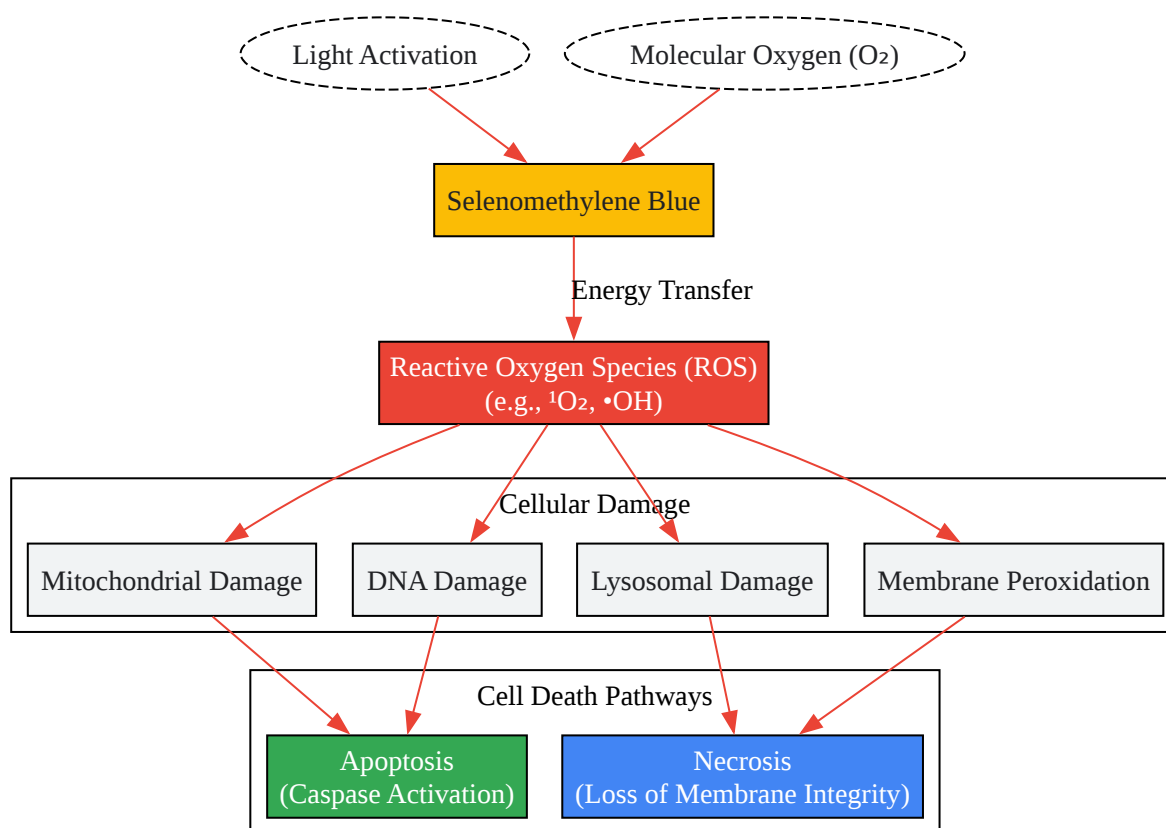 Light Activation
Molecular Oxygen (O₂)
Selenomethylene Blue
Energy Transfer
Reactive Oxygen Species (ROS)
(e.g., ¹O₂, •OH)
Cellular Damage
Mitochondrial Damage
DNA Damage
Lysosomal Damage
Membrane Peroxidation
Cell Death Pathways
Apoptosis
(Caspase Activation)
Necrosis
(Loss of Membrane Integrity)